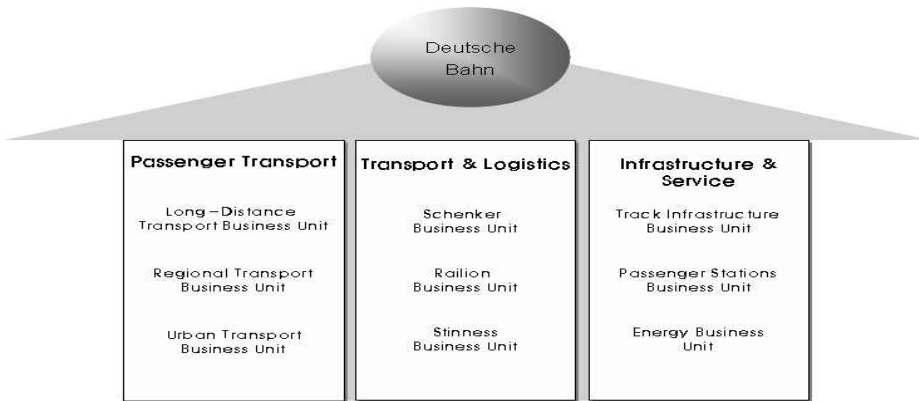 Deutsche
Bahn
Passenger Transport
Long-Distance
Transport Business Unit
Regional Transport
Business Unit
Urban Transport
Business Unit
Transport & Logistics
Schenker
Business Unit
Railion
Business Unit
Stinness
Business Unit
Infrastructure &
Service
Track Infrastructure
Business Unit
Passenger Stations
Business Unit
Energy Business
Unit